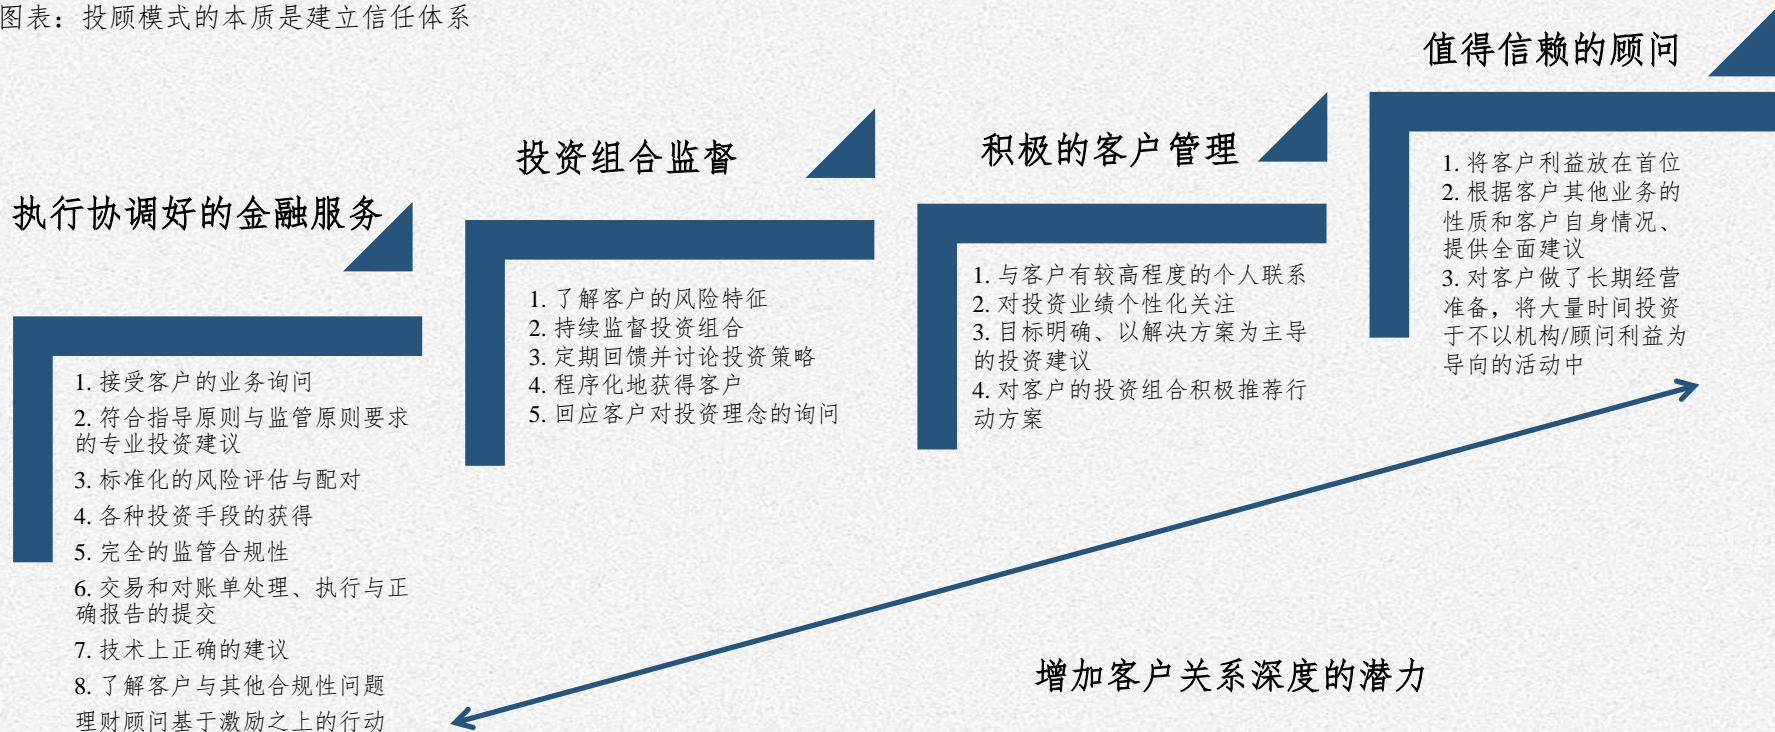 图表：投顾模式的本质是建立信任体系
执行协调好的金融服务
1. 接受客户的业务询问
2. 符合指导原则与监管原则要求
的专业投资建议
3. 标准化的风险评估与配对
4. 各种投资手段的获得
5. 完全的监管合规性
6. 交易和对账单处理、执行与正
确报告的提交
7. 技术上正确的建议
8. 了解客户与其他合规性问题
理财顾问基于激励之上的行动
投资组合监督
1. 了解客户的风险特征
2. 持续监督投资组合
3. 定期回馈并讨论投资策略
4. 程序化地获得客户
5. 回应客户对投资理念的询问
积极的客户管理
1. 与客户有较高程度的个人联系
2. 对投资业绩个性化关注
3. 目标明确、以解决方案为主导
的投资建议
4. 对客户的投资组合积极推荐行
动方案
值得信赖的顾问
1. 将客户利益放在首位
2. 根据客户其他业务的
性质和客户自身情况、
提供全面建议
3. 对客户做了长期经营
准备，将大量时间投资
于不以机构/顾问利益为
导向的活动中
增加客户关系深度的潜力